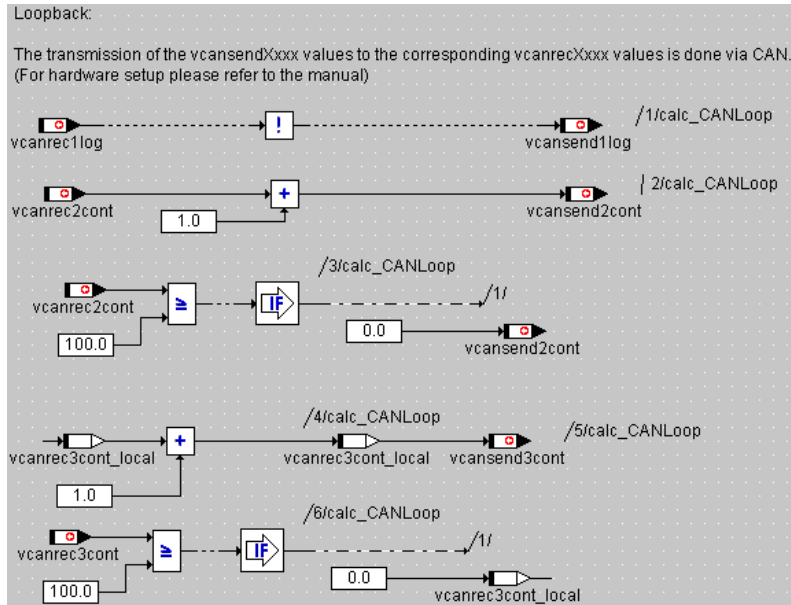 Loopback:
The transmission of the vcansendXxxx values to the corresponding vcanrecXxxx values is done via CAN.
(For hardware setup please refer to the manual)
/1/calc_CANLoop
!
vcanrec1log
vcansend1log
/2/calc_CANLoop
+
vcanrec2cont
1.0
vcansend2cont
/3/calc_CANLoop
/1/
≥
IF
vcanrec2cont
0.0
100.0
vcansend2cont
/4/calc_CANLoop
/5/calc_CANLoop
+
vcanrec3cont_local
vcanrec3cont_local
vcansend3cont
1.0
/6/calc_CANLoop
/1/
≥
IF
vcanrec3cont
0.0
100.0
vcanrec3cont_local